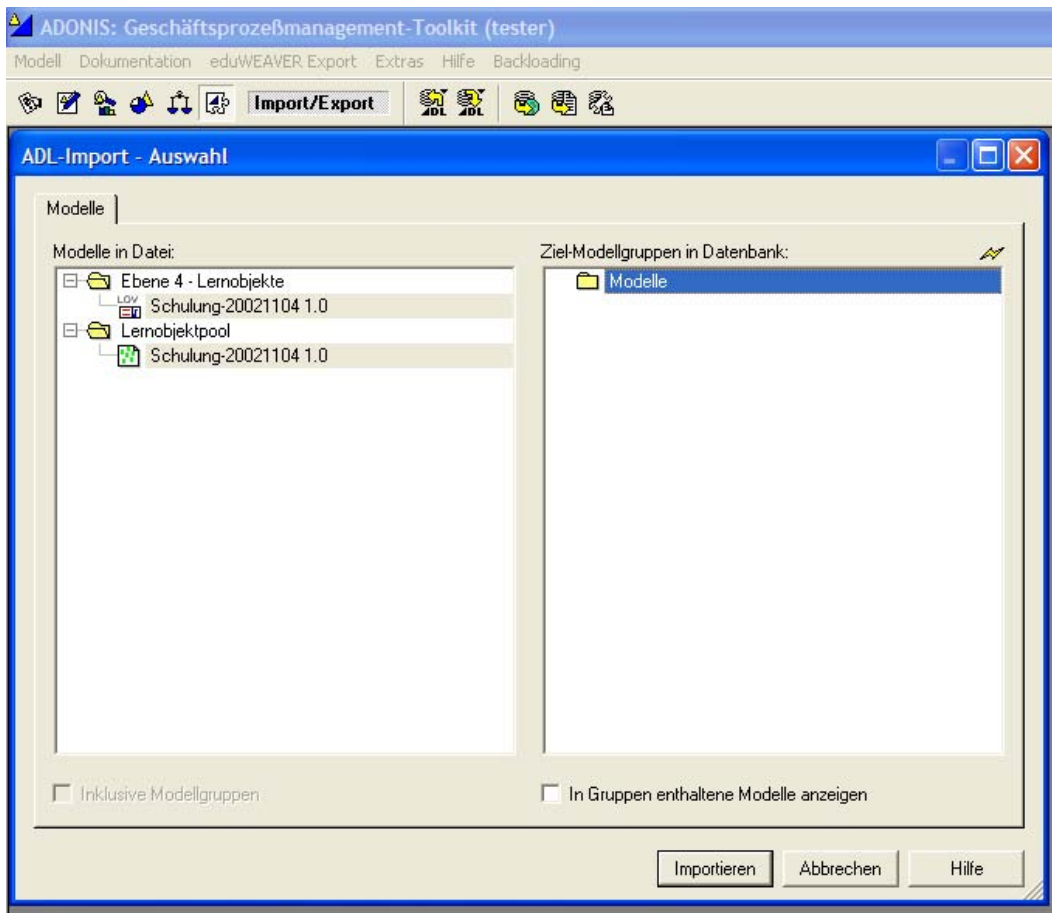 ADONIS: Geschäftsprozeßmanagement-Toolkit (tester)
Modell Dokumentation eduWEAVER Export Extras Hilfe Backloading
Import/Export ADL ADL
ADL-Import - Auswahl
Modelle
Modelle in Datei:
Ziel-Modellgruppen in Datenbank:
Ebene 4 - Lernobjekte
LOV
Schulung-20021104 1.0
Lernobjektpool
Schulung-20021104 1.0
Modelle
Inklusive Modellgruppen
In Gruppen enthaltene Modelle anzeigen
Importieren Abbrechen Hilfe